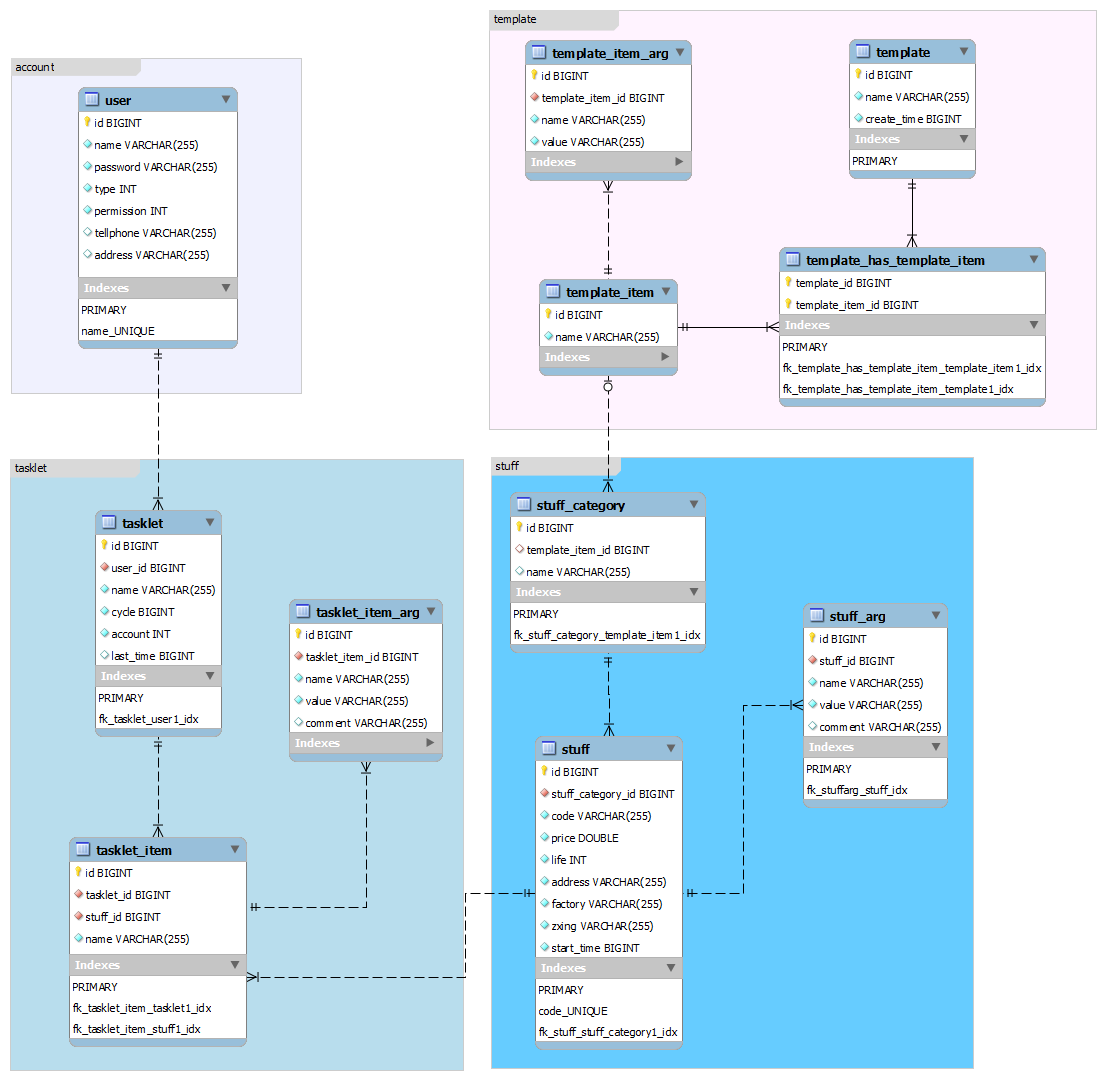 account
user
id BIGINT
name VARCHAR(255)
password VARCHAR(255)
type INT
permission INT
tellphone VARCHAR(255)
address VARCHAR(255)
Indexes
PRIMARY
name_UNIQUE
template
template_item_arg
id BIGINT
template_item_id BIGINT
name VARCHAR(255)
value VARCHAR(255)
Indexes
template
id BIGINT
name VARCHAR(255)
create_time BIGINT
Indexes
PRIMARY
template_item
id BIGINT
name VARCHAR(255)
Indexes
template_has_template_item
template_id BIGINT
template_item_id BIGINT
Indexes
PRIMARY
fk_template_has_template_item_template_item1_idx
fk_template_has_template_item_template1_idx
tasklet
tasklet
id BIGINT
user_id BIGINT
name VARCHAR(255)
cycle BIGINT
account INT
last_time BIGINT
Indexes
PRIMARY
fk_tasklet_user1_idx
tasklet_item_arg
id BIGINT
tasklet_item_id BIGINT
name VARCHAR(255)
value VARCHAR(255)
comment VARCHAR(255)
Indexes
tasklet_item
id BIGINT
tasklet_id BIGINT
stuff_id BIGINT
name VARCHAR(255)
Indexes
PRIMARY
fk_tasklet_item_tasklet1_idx
fk_tasklet_item_stuff1_idx
stuff
stuff_category
id BIGINT
template_item_id BIGINT
name VARCHAR(255)
Indexes
PRIMARY
fk_stuff_category_template_item1_idx
stuff_arg
id BIGINT
stuff_id BIGINT
name VARCHAR(255)
value VARCHAR(255)
comment VARCHAR(255)
Indexes
PRIMARY
fk_stuffarg_stuff_idx
stuff
id BIGINT
stuff_category_id BIGINT
code VARCHAR(255)
price DOUBLE
life INT
address VARCHAR(255)
factory VARCHAR(255)
zxing VARCHAR(255)
start_time BIGINT
Indexes
PRIMARY
code_UNIQUE
fk_stuff_stuff_category1_idx